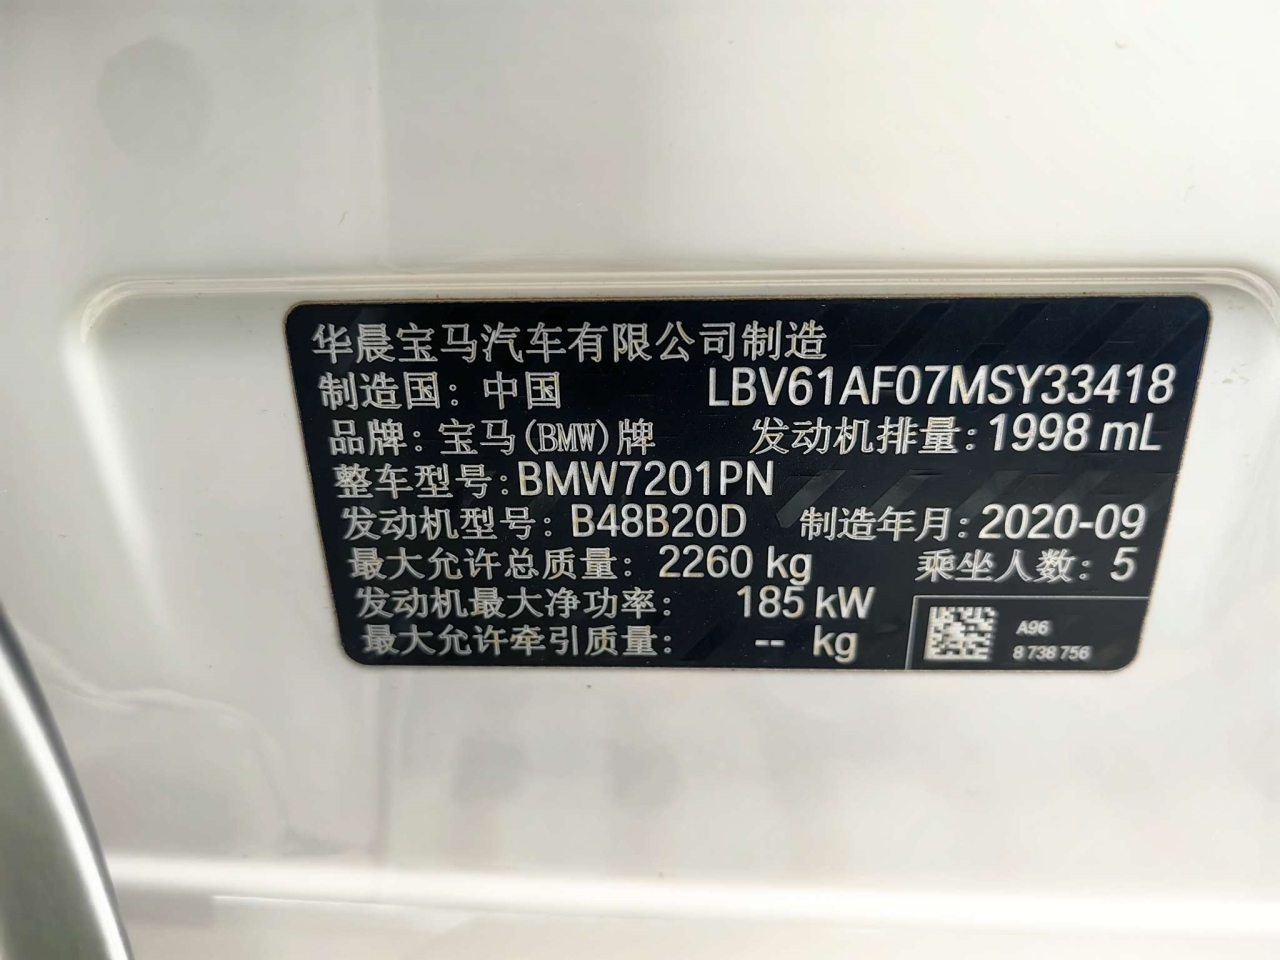 华晨宝马汽车有限公司制造
制造国：中国 LBV61AF07MSY33418
品牌：宝马(BMW)牌 发动机排量：1998 mL
整车型号：BMW7201PN
发动机型号：B48B20D 制造年月：2020-09
最大允许总质量：2260 kg 乘坐人数：5
发动机最大净功率：185 kW
最大允许牵引质量：-- kg
A96
8 738 756